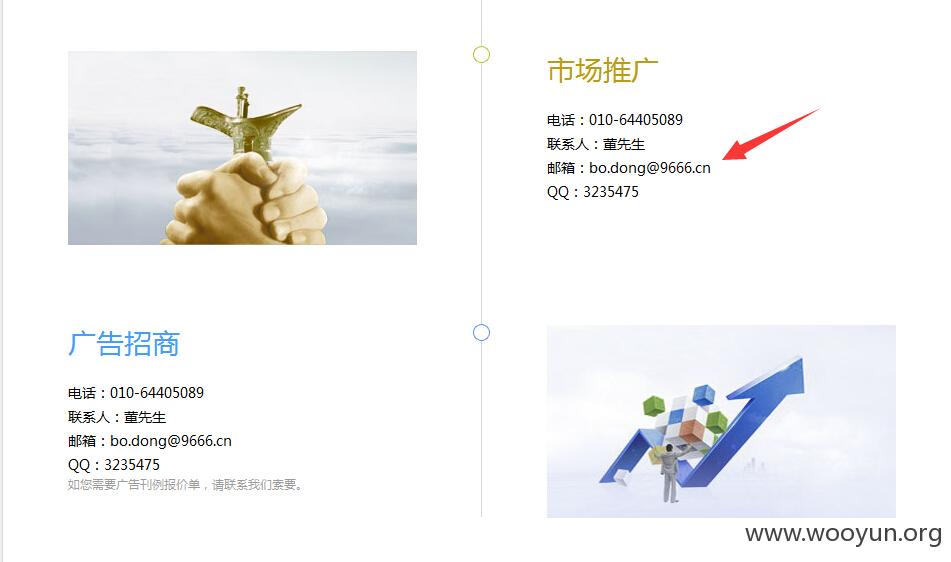 市场推广
电话：010-64405089
联系人：董先生
邮箱：bo.dong@9666.cn
QQ：3235475
广告招商
电话：010-64405089
联系人：董先生
邮箱：bo.dong@9666.cn
QQ：3235475
如您需要广告刊例报价单，请联系我们索要。
www.wooyun.org